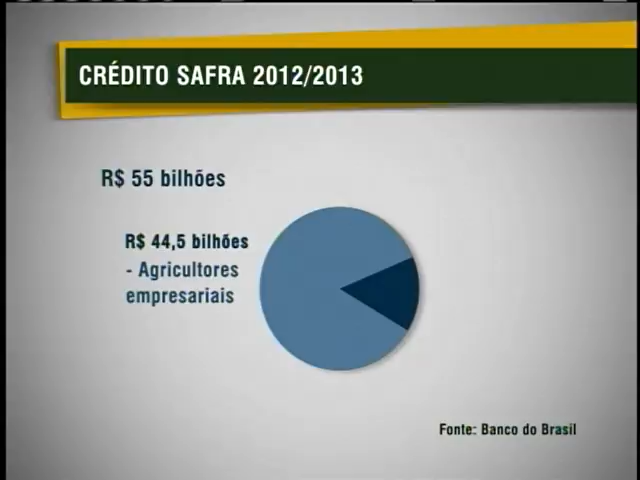 CRÉDITO SAFRA 2012/2013
R$ 55 bilhões
R$ 44,5 bilhões
- Agricultores
empresariais
Fonte: Banco do Brasil